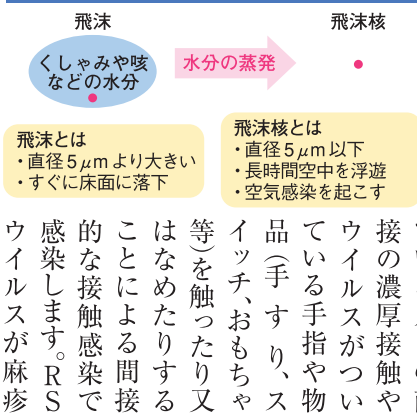 飛沫
飛沫核
くしゃみや咳
などの水分
水分の蒸発
飛沫とは
・直径5μmより大きい
・すぐに床面に落下
飛沫核とは
・直径5μm以下
・長時間空中を浮遊
・空気感染を起こす
接の濃厚接触や
ウイルスがつい
ている手指や物
品(手すり、ス
イッチ、おもちゃ
等)を触ったり又
はなめたりする
ことによる間接
的な接触感染で
感染します。RS
ウイルスが麻疹